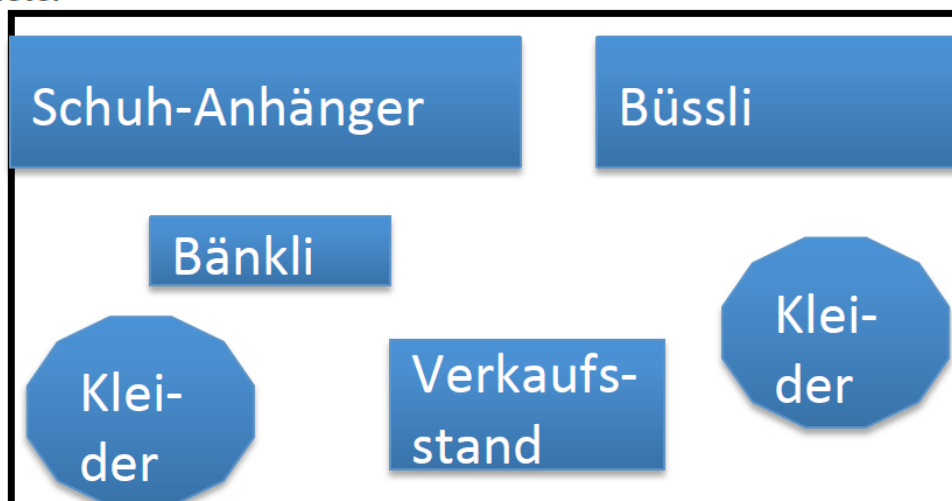 Schuh-Anhänger
Büssli
Bänkli
Klei-
der
Verkaufs-
stand
Klei-
der